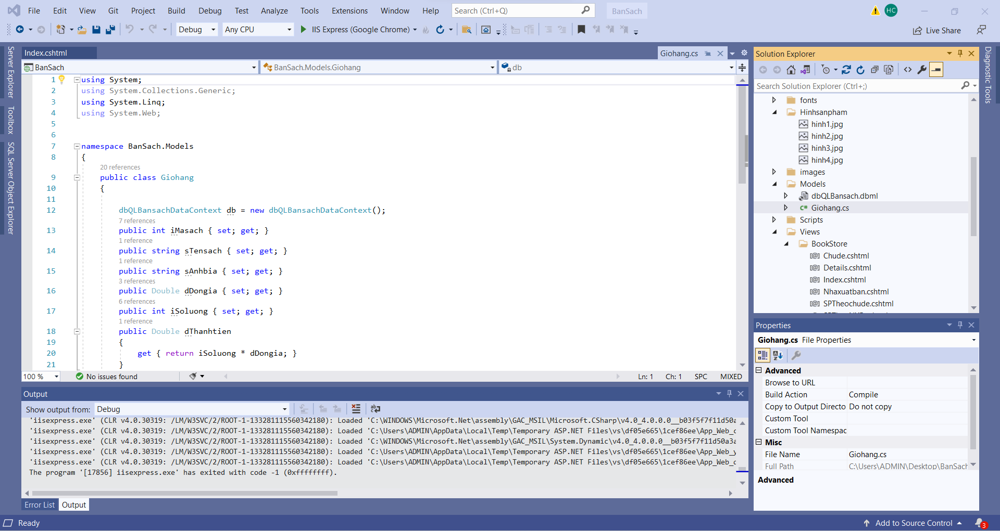 File Edit View Git Project Build Debug Test Analyze Tools Extensions Window Help Search (Ctrl+Q) BanSach HC
Debug Any CPU IIS Express (Google Chrome) Live Share
Server Explorer
Toolbox
SQL Server Object Explorer
Index.cshtml Giohang.cs
BanSach BanSach.Models.Giohang db
1 using System;
2 using System.Collections.Generic;
3 using System.Linq;
4 using System.Web;
5
6
7 namespace BanSach.Models
8 {
20 references
9 public class Giohang
10 {
11
12 dbQLBansachDataContext db = new dbQLBansachDataContext();
7 references
13 public int iMasach { set; get; }
1 reference
14 public string sTensach { set; get; }
1 reference
15 public string sAnhbia { set; get; }
3 references
16 public Double dDongia { set; get; }
6 references
17 public int iSoluong { set; get; }
1 reference
18 public Double dThanhtien
19 {
20 get { return iSoluong * dDongia; }
21 }
100 % No issues found Ln: 1 Ch: 1 SPC MIXED
Output
Show output from: Debug
'iisexpress.exe' (CLR v4.0.30319: /LM/W3SVC/2/ROOT-1-133281115560342180): Loaded 'C:\WINDOWS\Microsoft.Net\assembly\GAC_MSIL\Microsoft.CSharp\v4.0_4.0.0.0__b03f5f7f11d50a
'iisexpress.exe' (CLR v4.0.30319: /LM/W3SVC/2/ROOT-1-133281115560342180): Loaded 'C:\Users\ADMIN\AppData\Local\Temp\Temporary ASP.NET Files\vs\df05e665\1cef86ee\App_Web_c
'iisexpress.exe' (CLR v4.0.30319: /LM/W3SVC/2/ROOT-1-133281115560342180): Loaded 'C:\WINDOWS\Microsoft.Net\assembly\GAC_MSIL\System.Dynamic\v4.0_4.0.0.0__b03f5f7f11d50a3a
'iisexpress.exe' (CLR v4.0.30319: /LM/W3SVC/2/ROOT-1-133281115560342180): Loaded 'C:\Users\ADMIN\AppData\Local\Temp\Temporary ASP.NET Files\vs\df05e665\1cef86ee\App_Web_y
'iisexpress.exe' (CLR v4.0.30319: /LM/W3SVC/2/ROOT-1-133281115560342180): Loaded 'C:\Users\ADMIN\AppData\Local\Temp\Temporary ASP.NET Files\vs\df05e665\1cef86ee\App_Web_c
The program '[17856] iisexpress.exe' has exited with code -1 (0xffffffff).
Error List Output
Solution Explorer
Search Solution Explorer (Ctrl+;)
fonts
Hinhsanpham
hinh1.jpg
hinh2.jpg
hinh3.jpg
hinh4.jpg
images
Models
dbQLBansach.dbml
C# Giohang.cs
Scripts
Views
BookStore
[@] Chude.cshtml
[@] Details.cshtml
[@] Index.cshtml
[@] Nhaxuatban.cshtml
[@] SPTheochude.cshtml
Properties
Giohang.cs File Properties
Advanced
Browse to URL
Build Action Compile
Copy to Output Directo Do not copy
Custom Tool
Custom Tool Namespac
Misc
File Name Giohang.cs
Full Path C:\Users\ADMIN\Desktop\BanSach
Advanced
Diagnostic Tools
Ready Add to Source Control 3